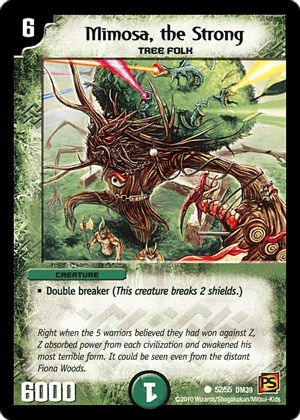 6
Mimosa, the Strong
TREE FOLK
CREATURE
▪ Double breaker (This creature breaks 2 shields.)
Right when the 5 warriors believed they had won against Z,
Z absorbed power from each civilization and awakened his
most terrible form. It could be seen even from the distant
Fiona Woods.
6000
1
52/55 DM39
©2010 Wizards/Shogakukan/Mitsui-Kids
PS